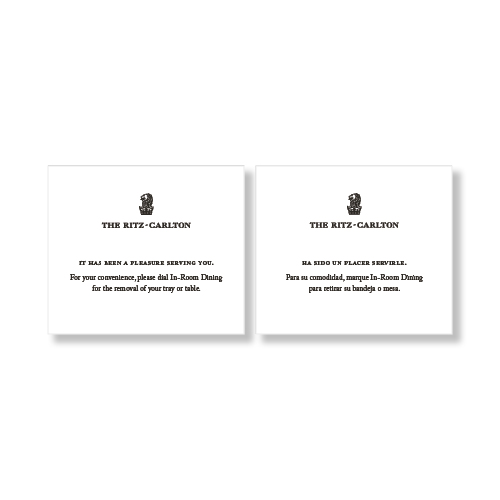 THE RITZ-CARLTON
IT HAS BEEN A PLEASURE SERVING YOU.
For your convenience, please dial In-Room Dining
for the removal of your tray or table.
THE RITZ-CARLTON
HA SIDO UN PLACER SERVIRLE.
Para su comodidad, marque In-Room Dining
para retirar su bandeja o mesa.